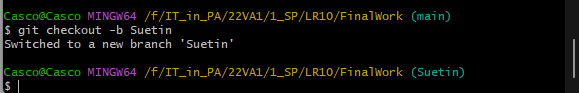 Casco@Casco MINGW64 /f/IT_in_PA/22VA1/1_SP/LR10/FinalWork (main)
$ git checkout -b Suetin
Switched to a new branch 'Suetin'
Casco@Casco MINGW64 /f/IT_in_PA/22VA1/1_SP/LR10/FinalWork (Suetin)
$